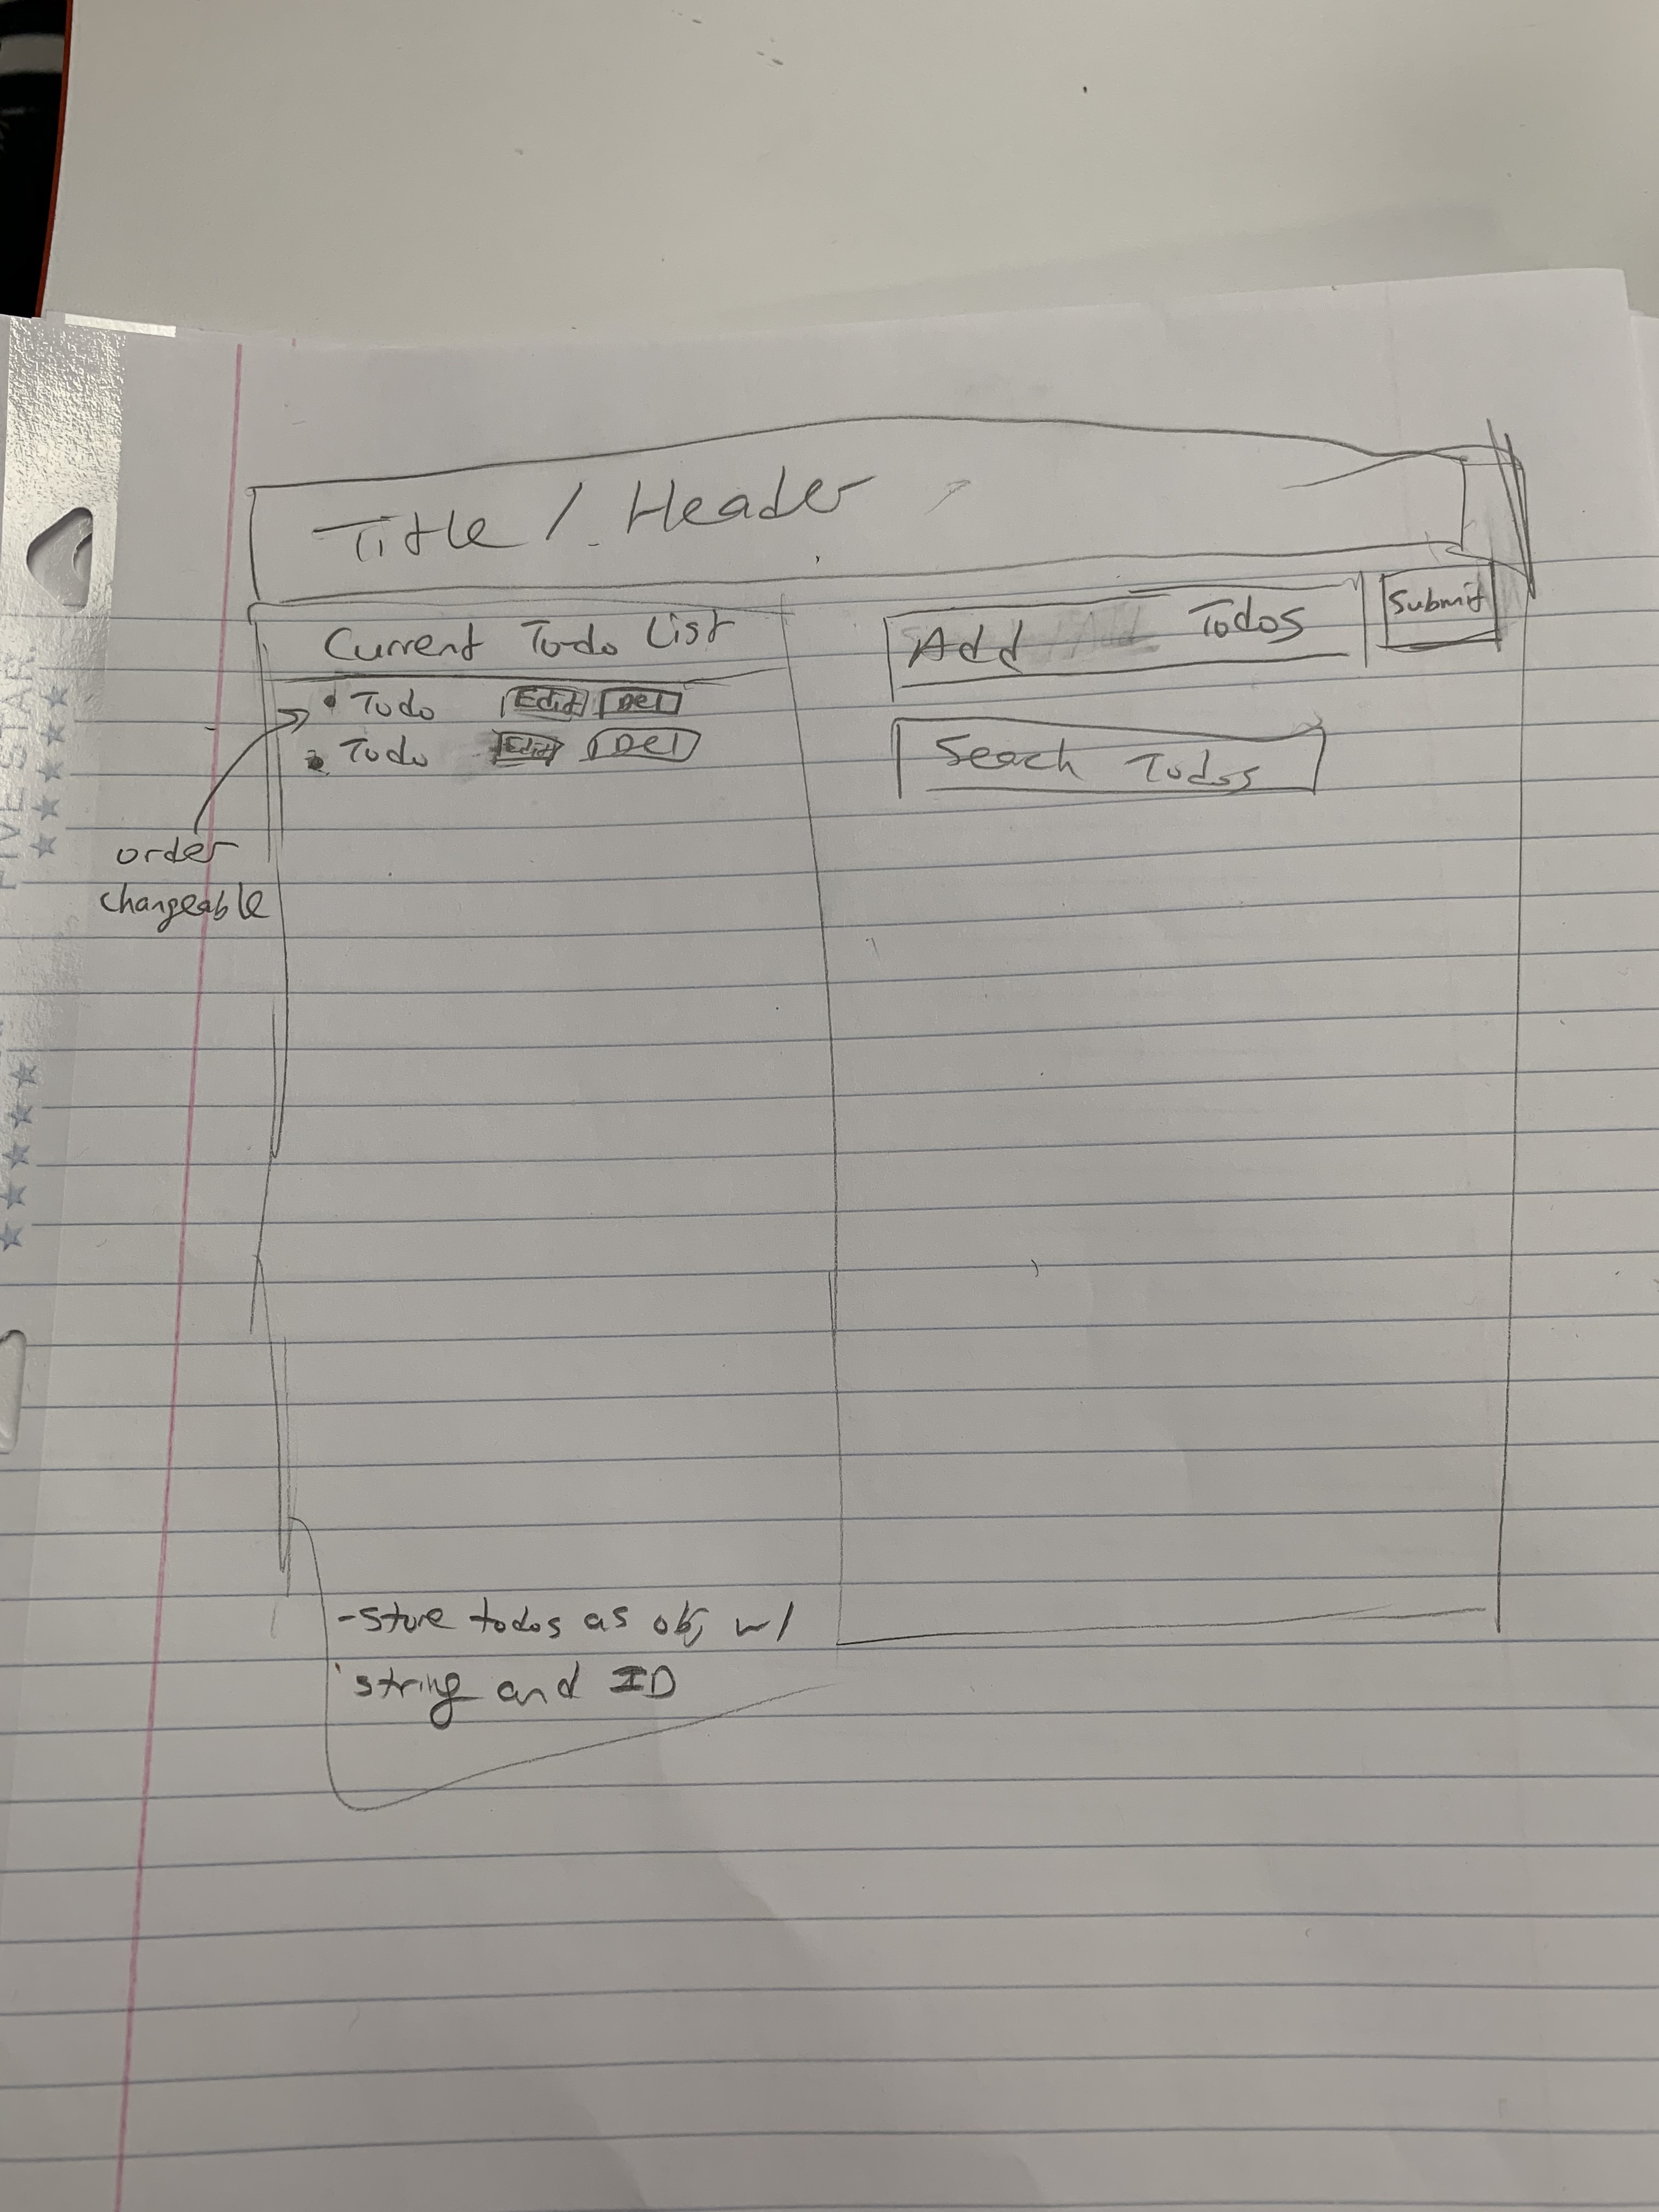 Title / Header
Current Todo List
Add Todos
Submit
• Todo Edit Del
• Todo Edit Del
Seach Todos
order
changeable
- store todos as obj w/
string and ID
FIVE STAR